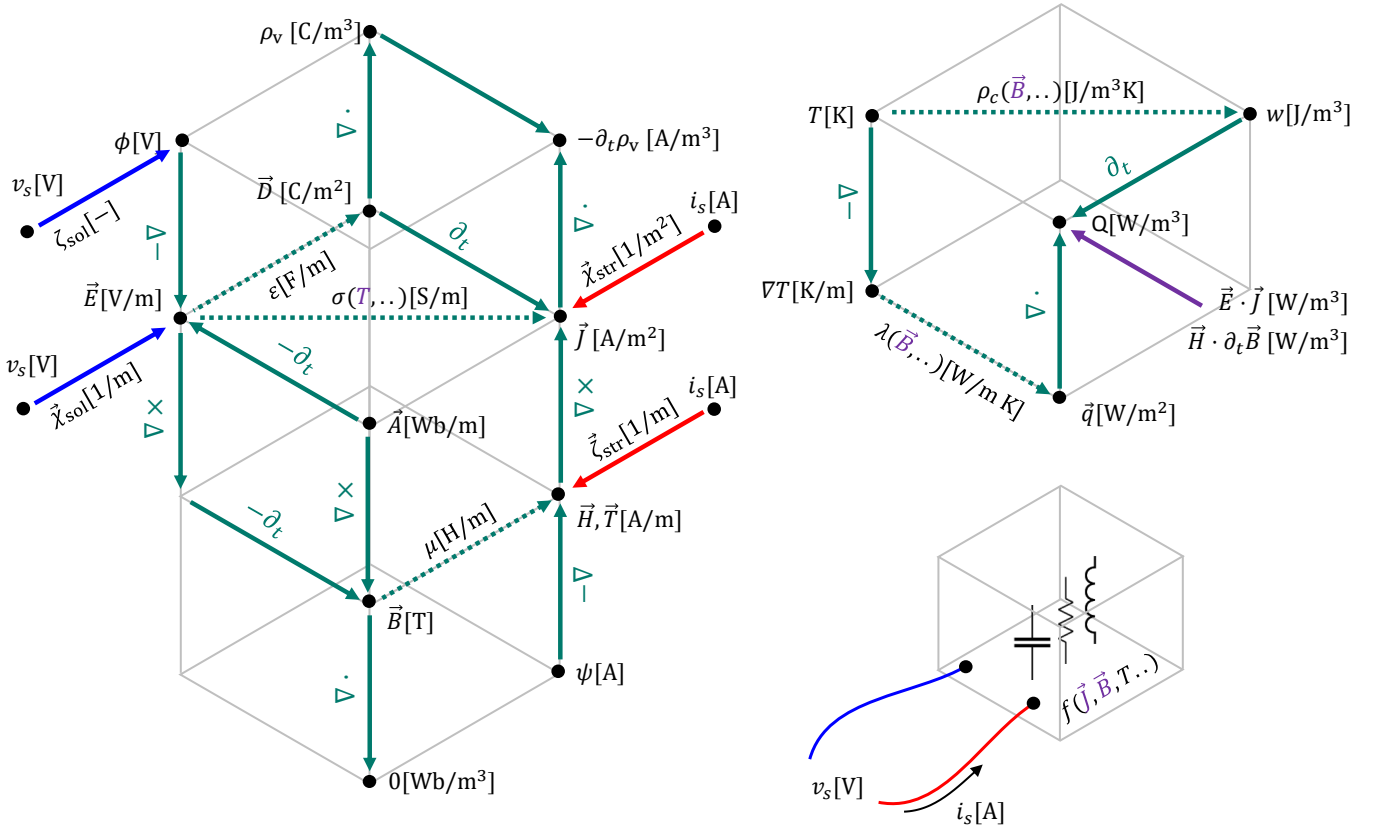 ρᵥ [C/m³]
ϕ[V]
−∂ₜρᵥ [A/m³]
vₛ[V]
ζₛₒₗ[−]
∇·
D⃗ [C/m²]
iₛ[A]
−∇
∂ₜ
∇·
χ⃗ₛₜᵣ[1/m²]
E⃗[V/m]
ε[F/m]
σ(T,..)[S/m]
J⃗ [A/m²]
vₛ[V]
χ⃗ₛₒₗ[1/m]
−∂ₜ
∇×
iₛ[A]
∇×
A⃗[Wb/m]
ζ⃗ₛₜᵣ[1/m]
−∂ₜ
∇×
μ[H/m]
H⃗, T⃗[A/m]
−∇
B⃗[T]
∇·
ψ[A]
0[Wb/m³]
T[K]
ρ_c(B⃗,..)[J/m³K]
w[J/m³]
−∇
∂ₜ
Q[W/m³]
∇T[K/m]
∇·
E⃗ · J⃗ [W/m³]
λ(B⃗,..)[W/m K]
H⃗ · ∂ₜB⃗ [W/m³]
q⃗[W/m²]
f(J⃗,B⃗,T..)
vₛ[V]
iₛ[A]